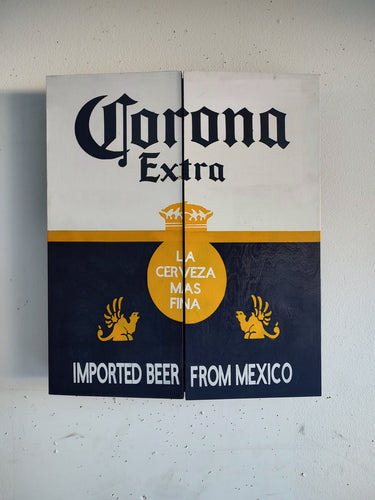 Corona
Extra
LA
CERVEZA
MAS
FINA
IMPORTED BEER FROM MEXICO